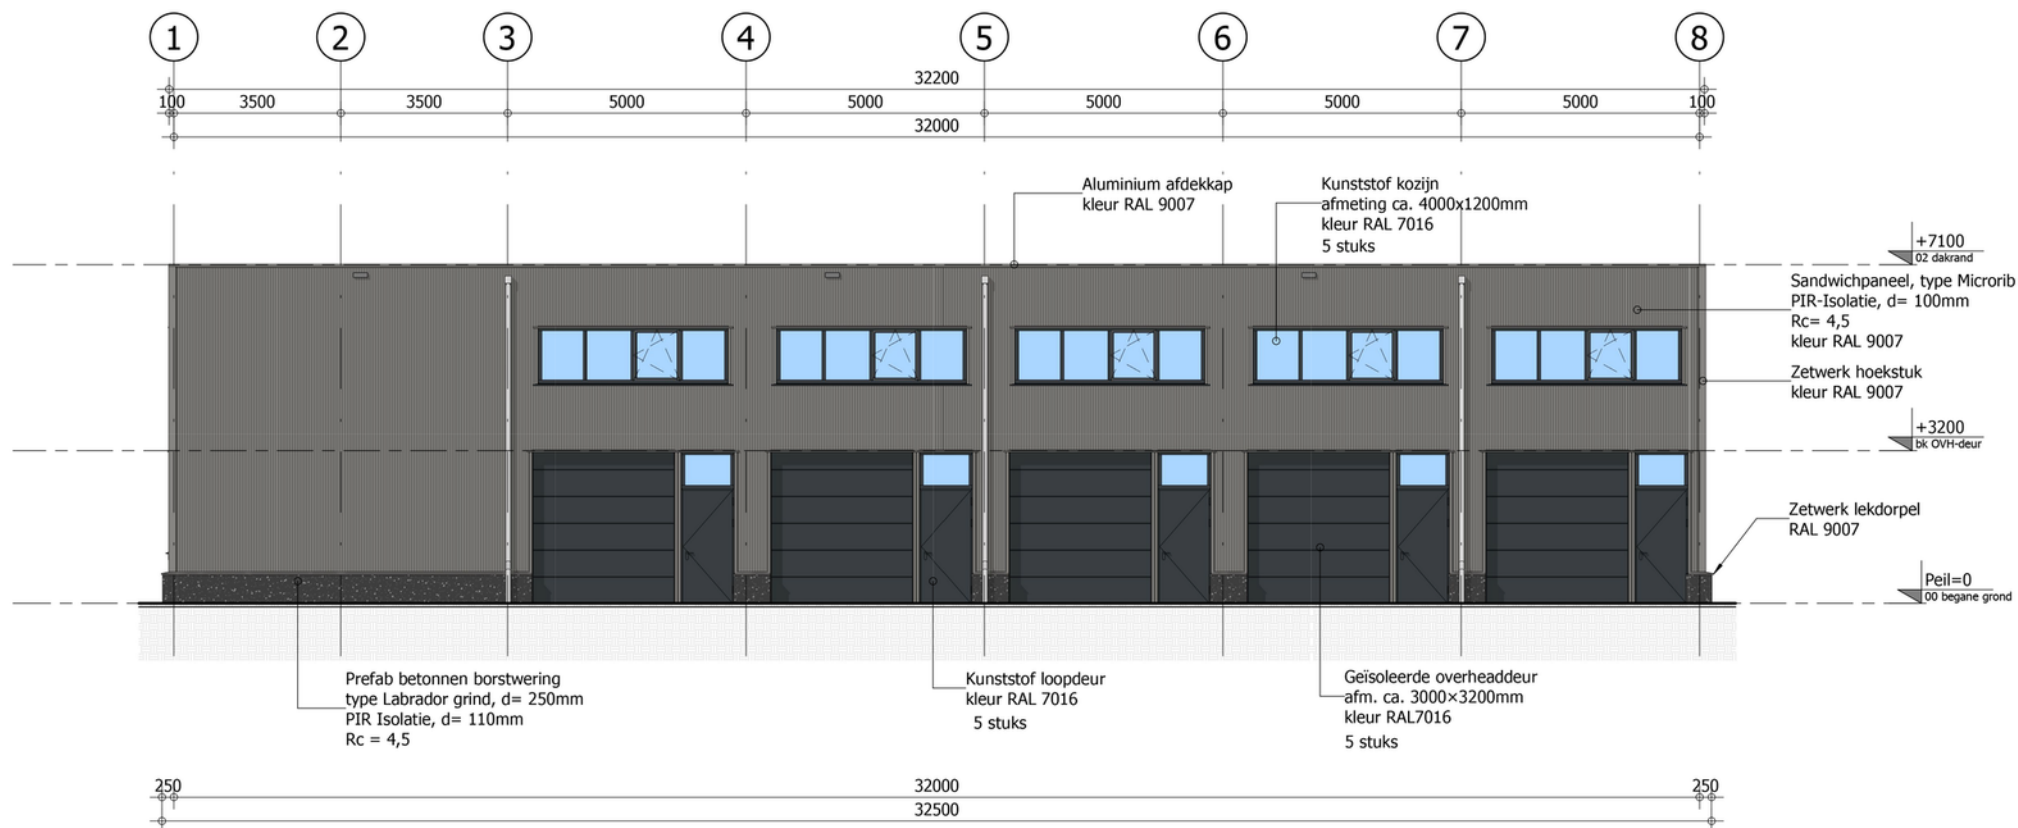 1 2 3 4 5 6 7 8
32200
100 3500 3500 5000 5000 5000 5000 5000 100
32000
Aluminium afdekkap
kleur RAL 9007
Kunststof kozijn
afmeting ca. 4000x1200mm
kleur RAL 7016
5 stuks
+7100
02 dakrand
Sandwichpaneel, type Microrib
PIR-Isolatie, d= 100mm
Rc= 4,5
kleur RAL 9007
Zetwerk hoekstuk
kleur RAL 9007
+3200
bk OVH-deur
Zetwerk lekdorpel
RAL 9007
Peil=0
00 begane grond
Prefab betonnen borstwering
type Labrador grind, d= 250mm
PIR Isolatie, d= 110mm
Rc = 4,5
Kunststof loopdeur
kleur RAL 7016
5 stuks
Geïsoleerde overheaddeur
afm. ca. 3000×3200mm
kleur RAL7016
5 stuks
250 32000 250
32500